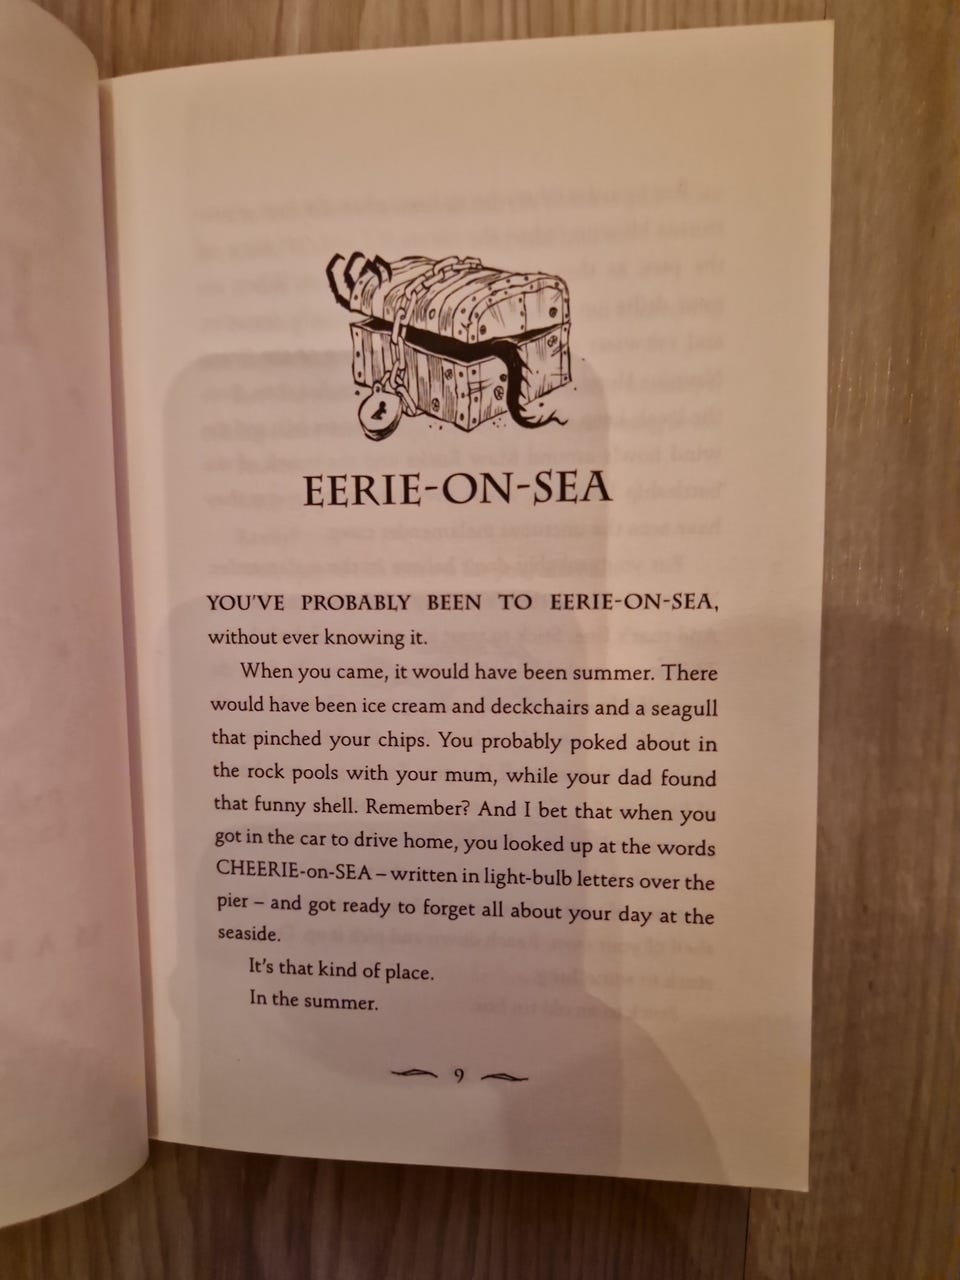 EERIE-ON-SEA
YOU'VE PROBABLY BEEN TO EERIE-ON-SEA,
without ever knowing it.
When you came, it would have been summer. There
would have been ice cream and deckchairs and a seagull
that pinched your chips. You probably poked about in
the rock pools with your mum, while your dad found
that funny shell. Remember? And I bet that when you
got in the car to drive home, you looked up at the words
CHEERIE-on-SEA – written in light-bulb letters over the
pier – and got ready to forget all about your day at the
seaside.
It's that kind of place.
In the summer.
9